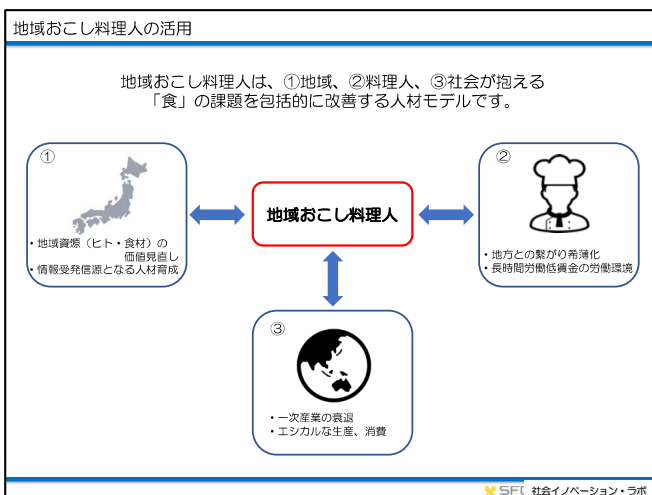 地域おこし料理人の活用
地域おこし料理人は、①地域、②料理人、③社会が抱える
「食」の課題を包括的に改善する人材モデルです。
①
・地域資源（ヒト・食材）の
価値見直し
・情報受発信源となる人材育成
地域おこし料理人
②
・地方との繋がり希薄化
・長時間労働低賃金の労働環境
③
・一次産業の衰退
・エシカルな生産、消費
SFC 社会イノベーション・ラボ